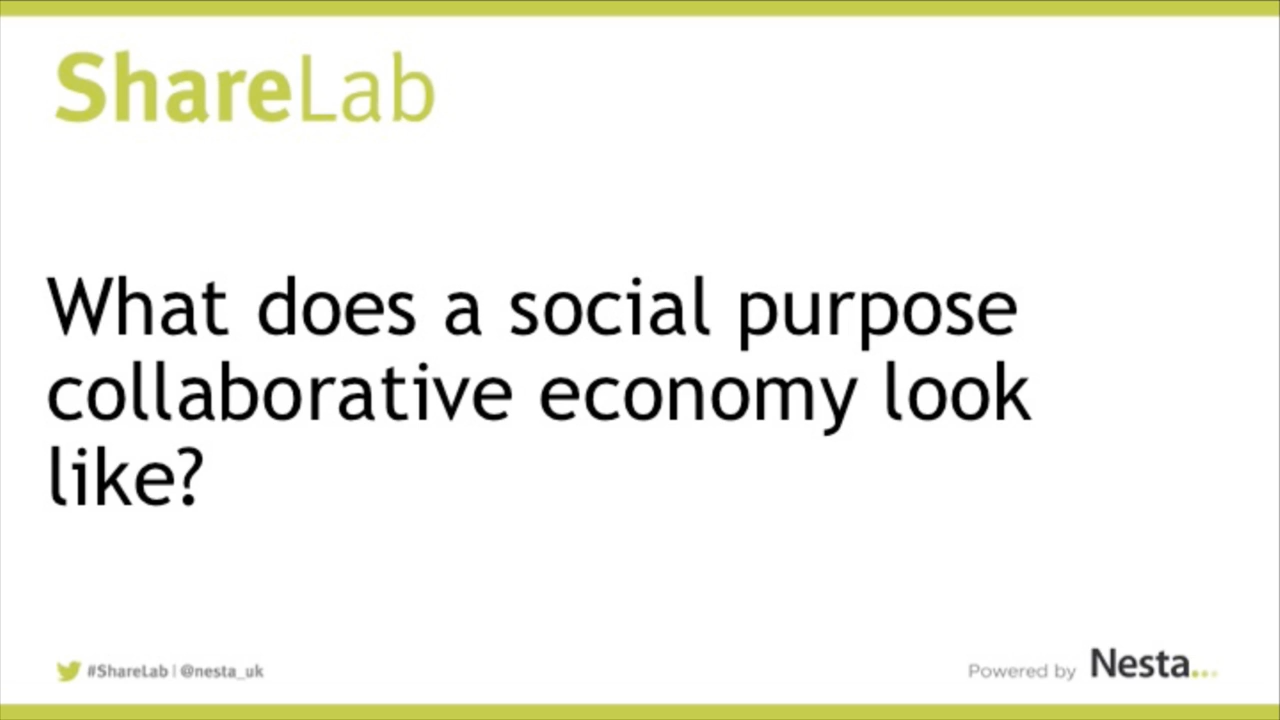 ShareLab
What does a social purpose
collaborative economy look
like?
#ShareLab | @nesta_uk
Powered by Nesta...